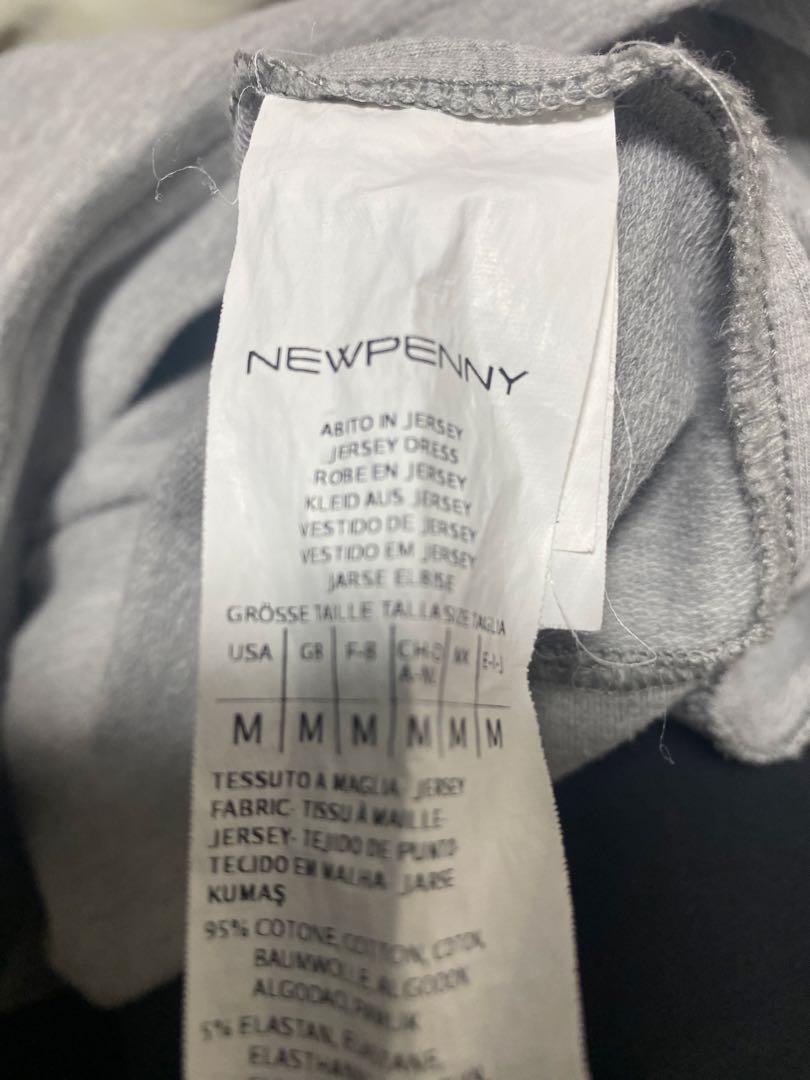 NEWPENNY
ABITO IN JERSEY
JERSEY DRESS
ROBE EN JERSEY
KLEID AUS JERSEY
VESTIDO DE JERSEY
VESTIDO EM JERSEY
JARSE ELBISE
GRÖSSE TAILLE TALLA SIZE TAGLIA
USA GB F-B CH-D A-N MX E-I-J
M M M M M M
TESSUTO A MAGLIA- JERSEY
FABRIC- TISSU À MAILLE-
JERSEY- TEJIDO DE PUNTO
TECIDO EM MALHA- JARSE
KUMAŞ
95% COTONE, COTTON, COTON,
BAUMWOLLE, ALGODON
ALGODAO, PAMUK
5% ELASTAN,